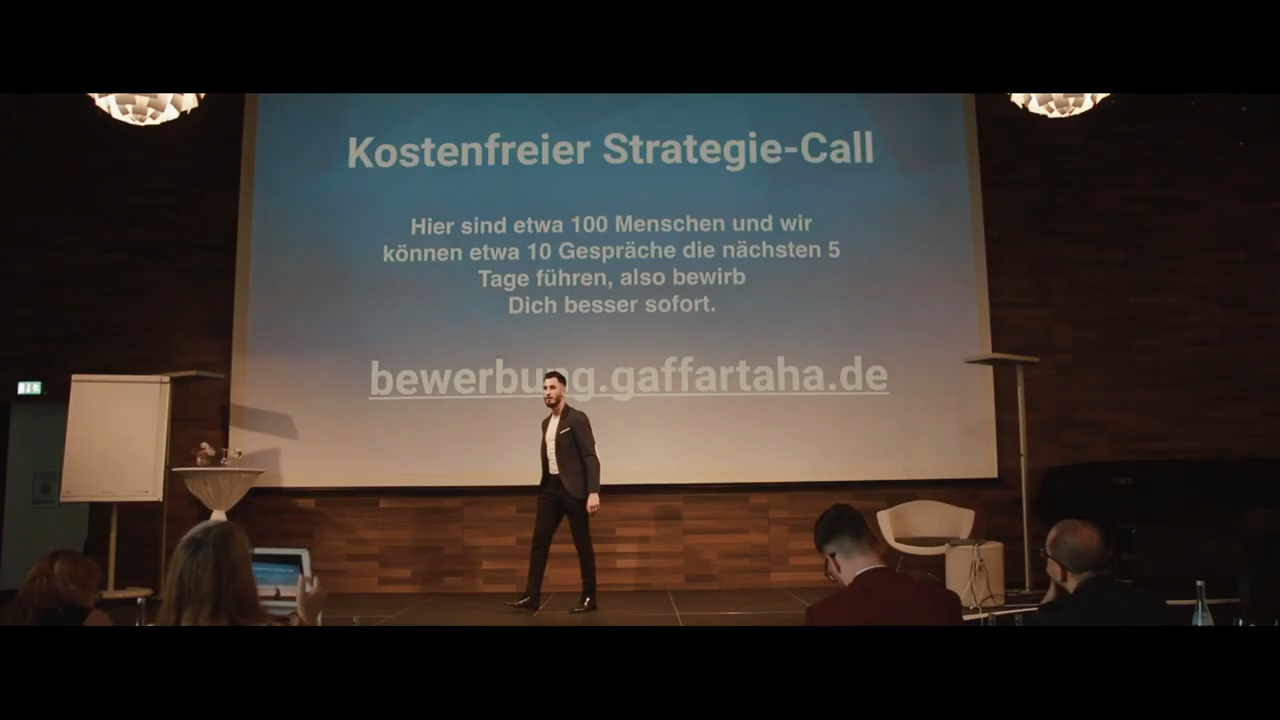 Kostenfreier Strategie-Call
Hier sind etwa 100 Menschen und wir
können etwa 10 Gespräche die nächsten 5
Tage führen, also bewirb
Dich besser sofort.
bewerbung.gaffartaha.de